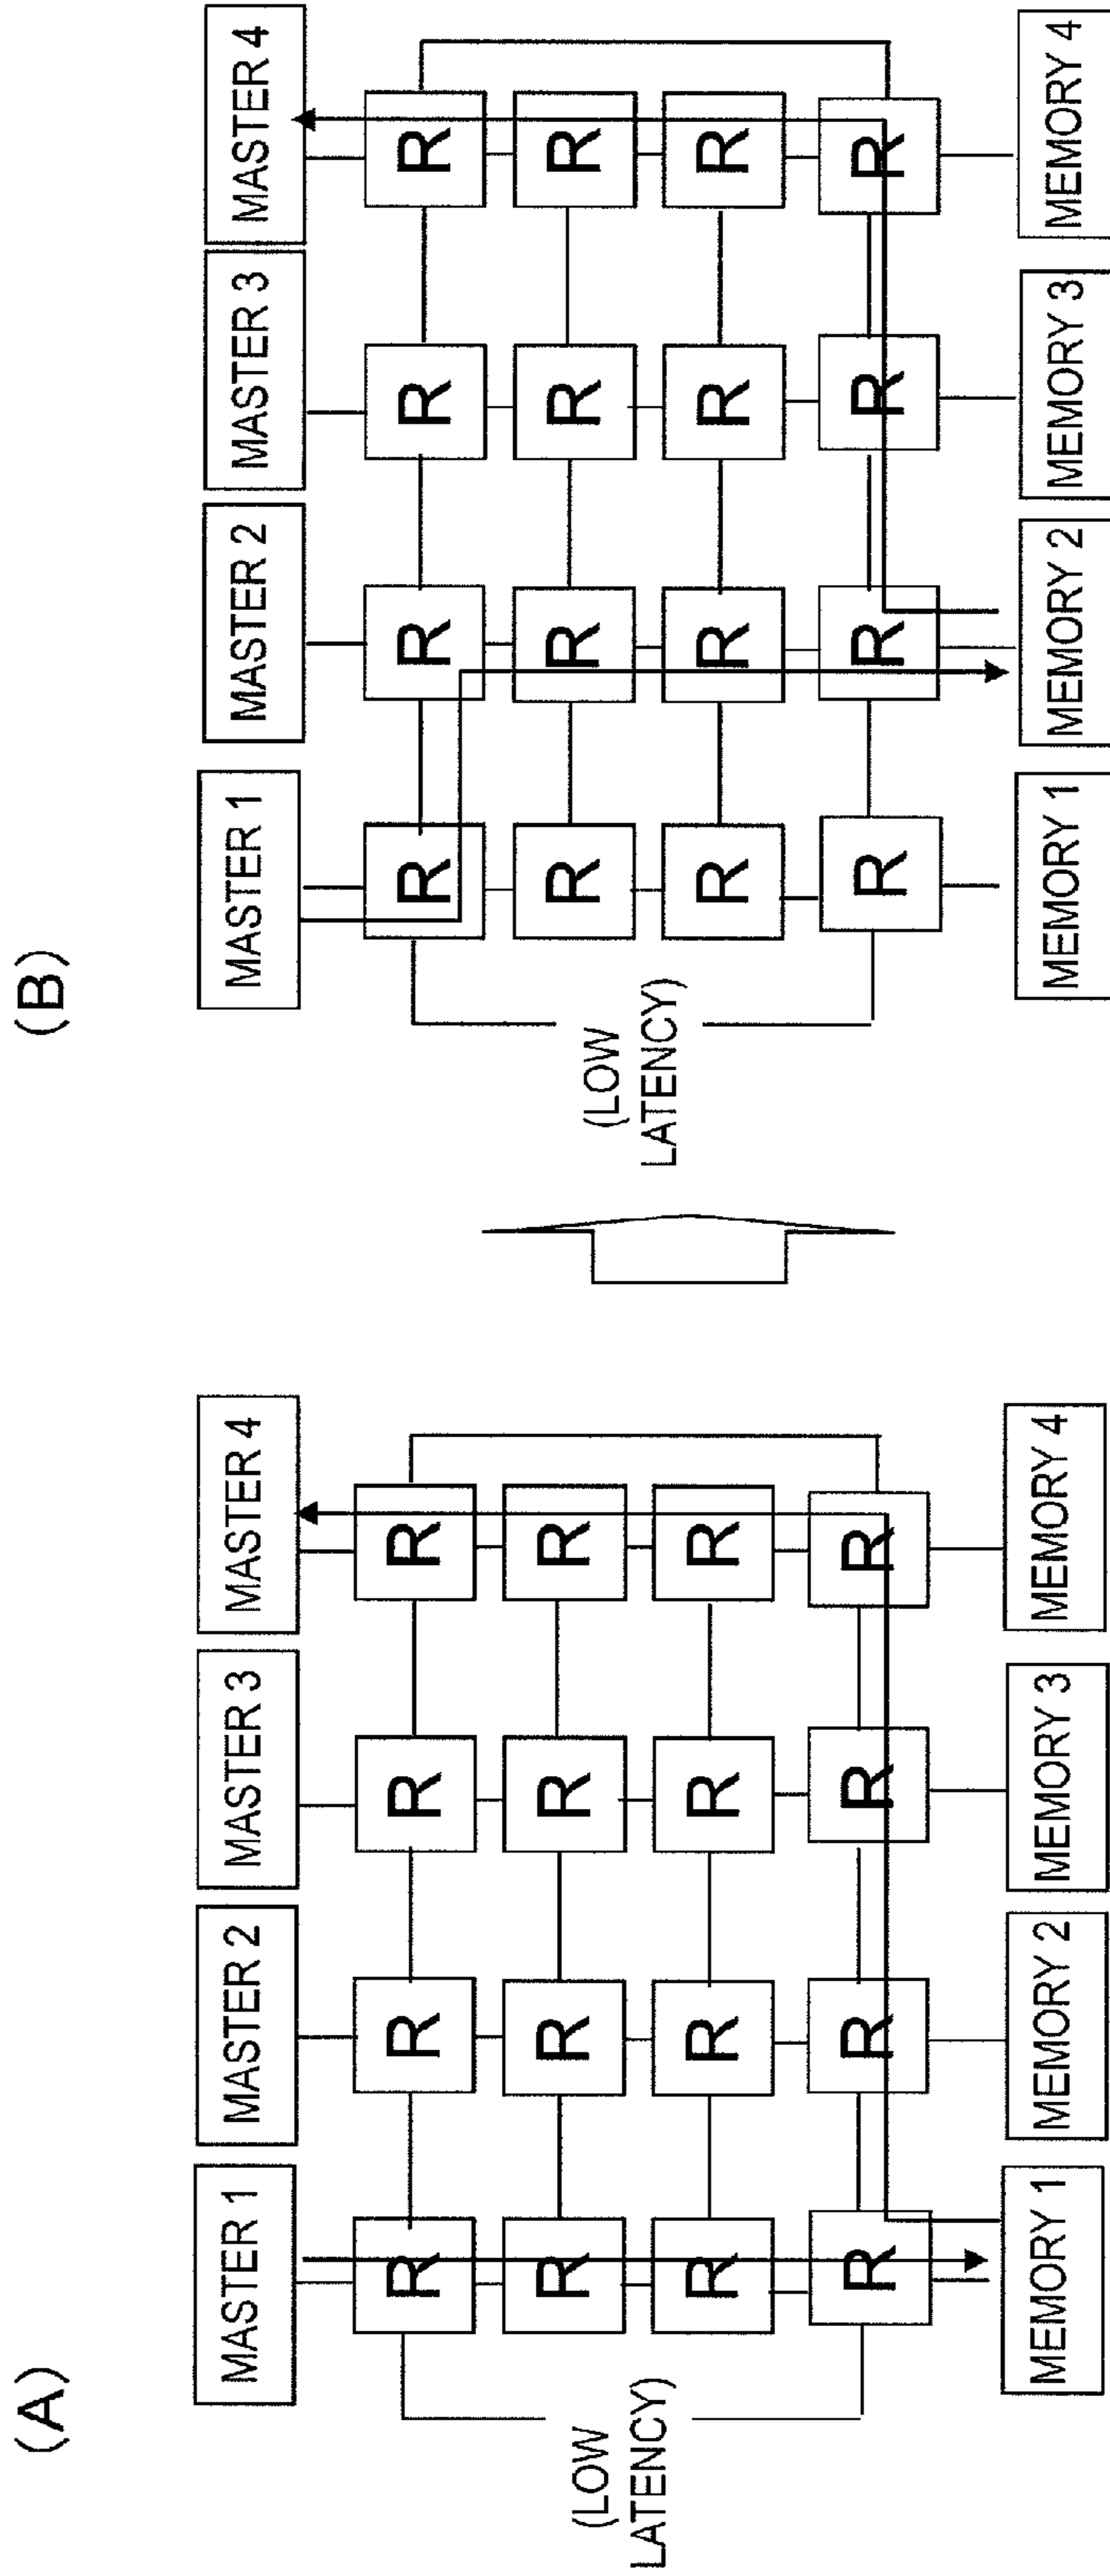 (A)
MASTER 1
MASTER 2
MASTER 3
MASTER 4
R R R R
R R R R
(LOW
LATENCY)
R R R R
R R R R
MEMORY 1
MEMORY 2
MEMORY 3
MEMORY 4
(B)
MASTER 1
MASTER 2
MASTER 3
MASTER 4
R R R R
R R R R
(LOW
LATENCY)
R R R R
R R R R
MEMORY 1
MEMORY 2
MEMORY 3
MEMORY 4